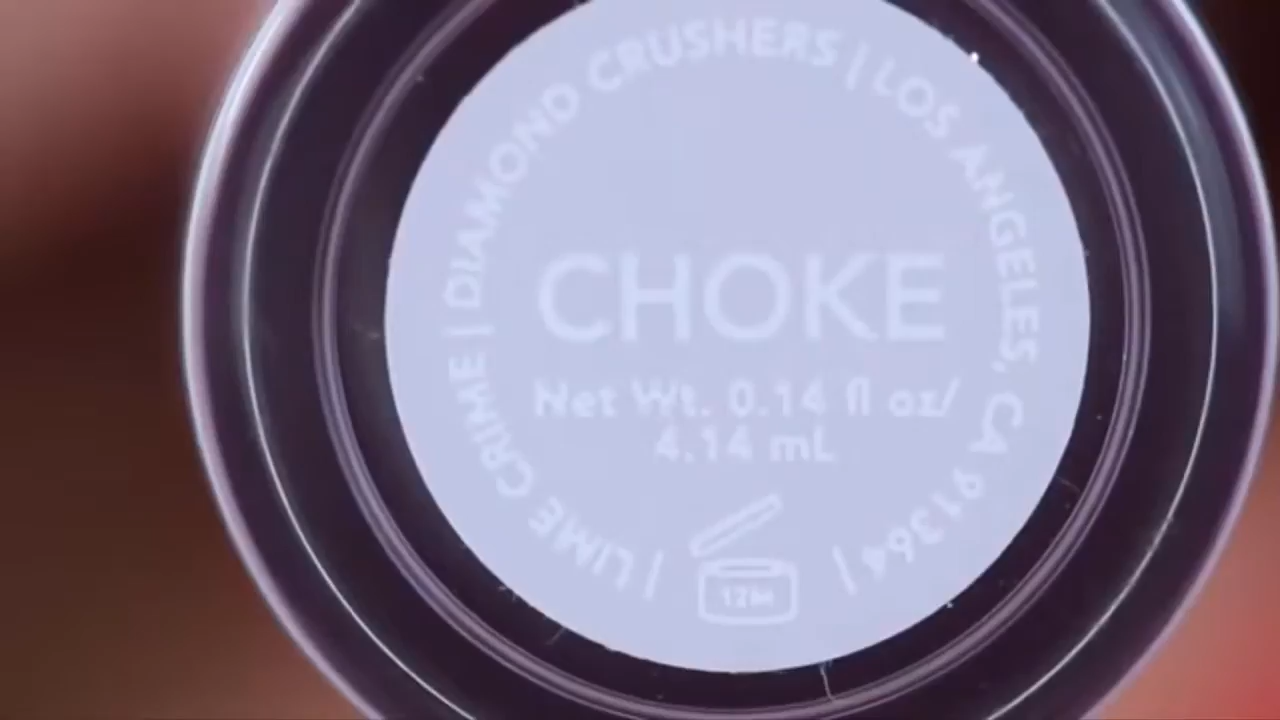 | LIME CRIME | DIAMOND CRUSHERS | LOS ANGELES, CA 91364 |
CHOKE
Net Wt. 0.14 fl oz/
4.14 mL
12M